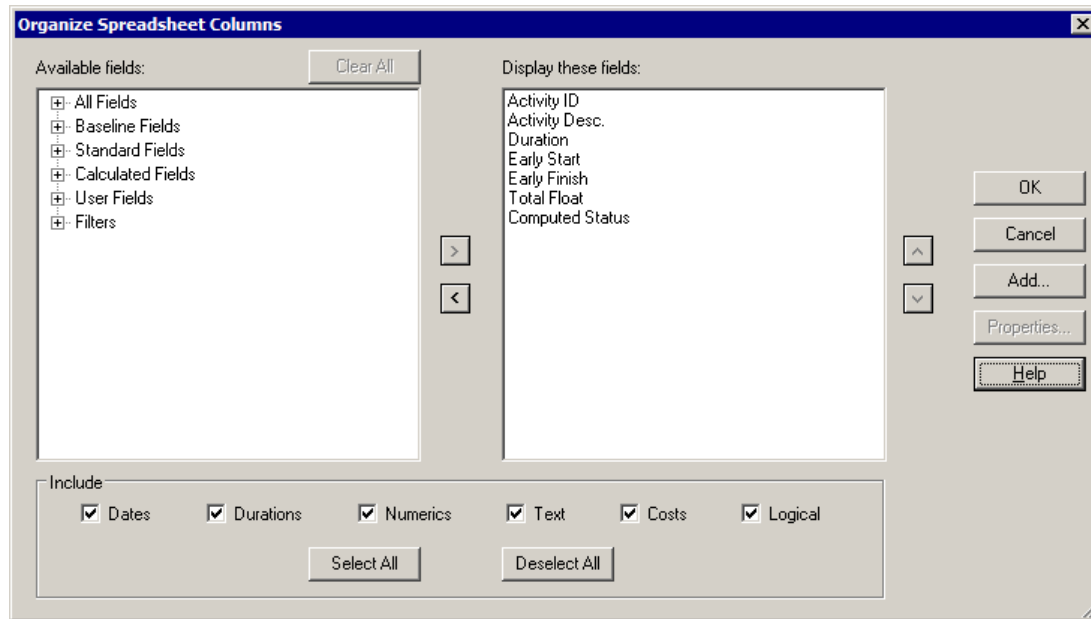 Organize Spreadsheet Columns
Available fields:
Clear All
Display these fields:
All Fields
Baseline Fields
Standard Fields
Calculated Fields
User Fields
Filters
>
<
Activity ID
Activity Desc.
Duration
Early Start
Early Finish
Total Float
Computed Status
OK
Cancel
Add...
Properties...
Help
Include
Dates Durations Numerics Text Costs Logical
Select All Deselect All